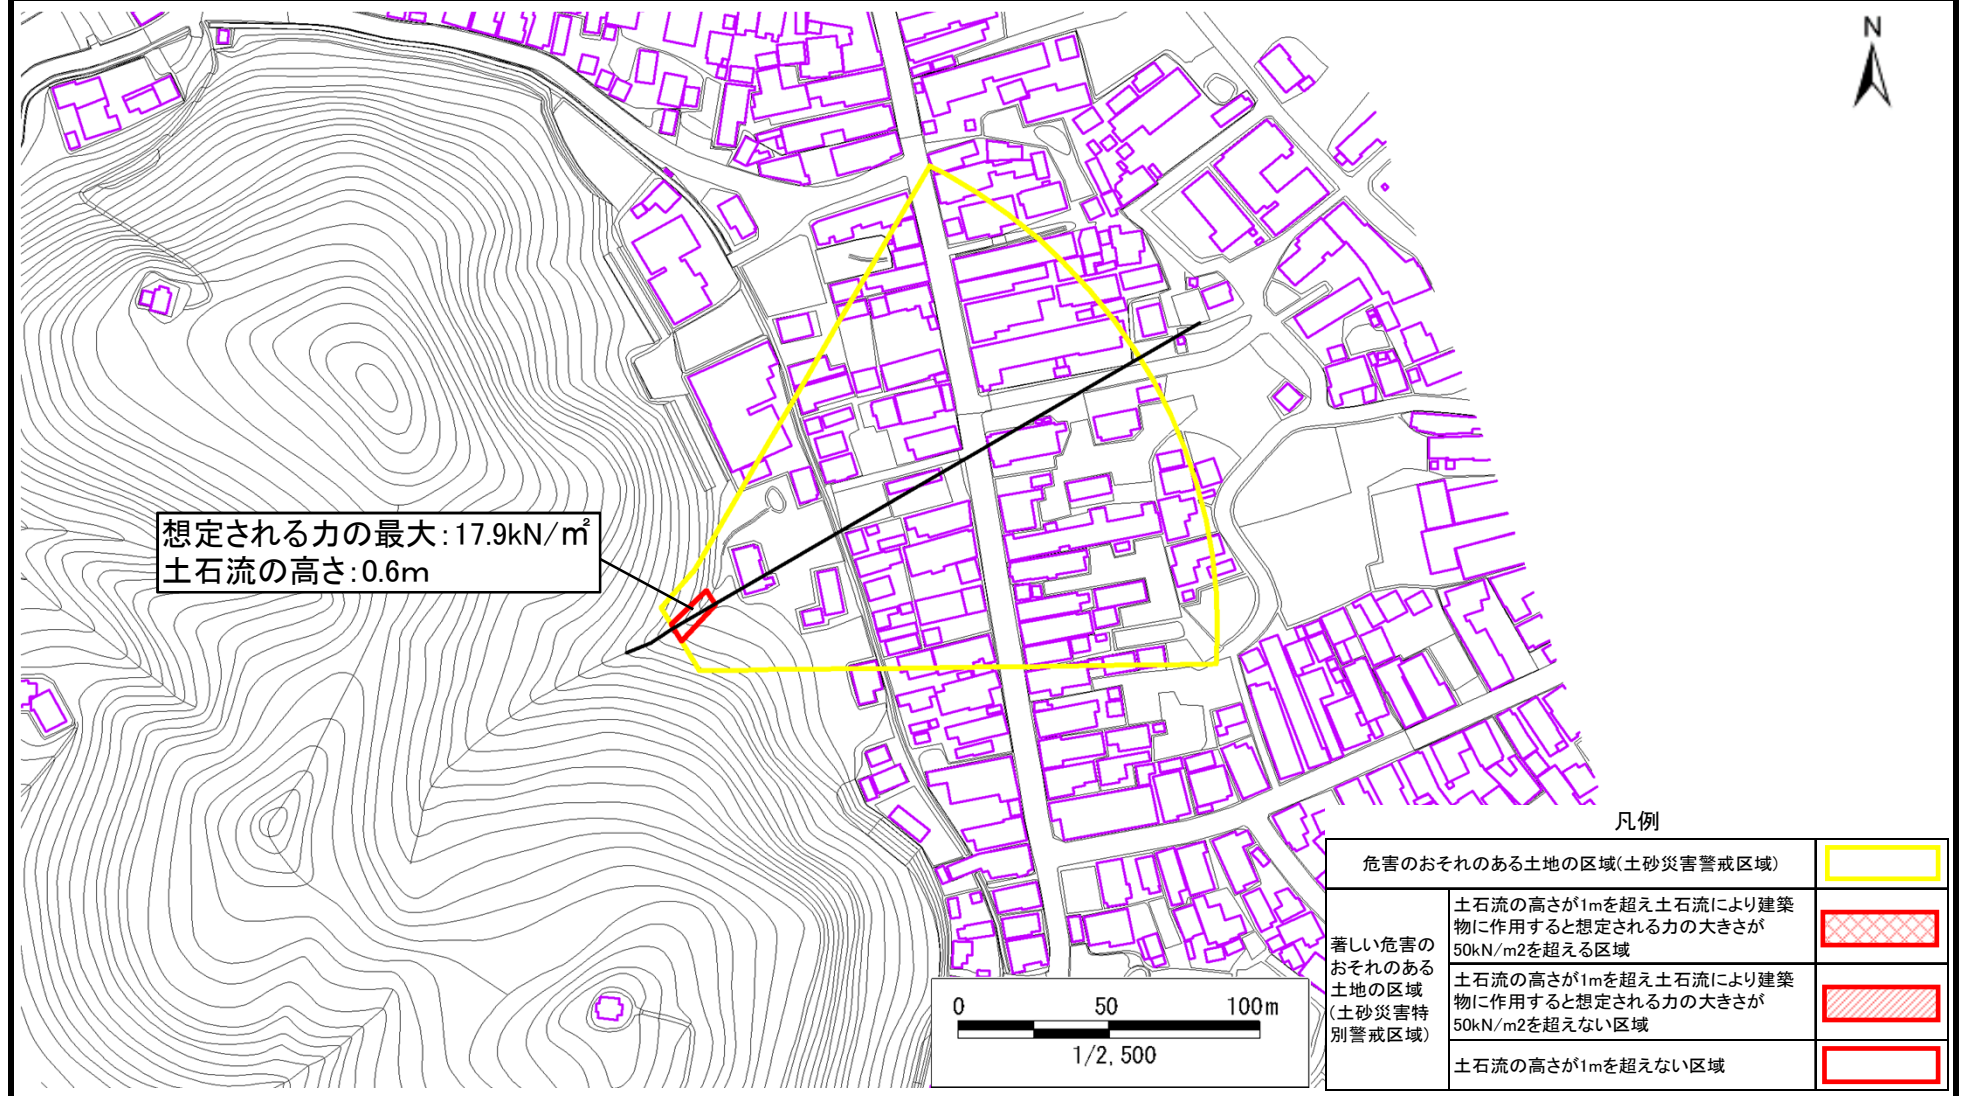 N
想定される力の最大:17.9kN/㎡
土石流の高さ:0.6m
凡例
危害のおそれのある土地の区域(土砂災害警戒区域)
著しい危害の
おそれのある
土地の区域
(土砂災害特
別警戒区域)
土石流の高さが1mを超え土石流により建築
物に作用すると想定される力の大きさが
50kN/m2を超える区域
土石流の高さが1mを超え土石流により建築
物に作用すると想定される力の大きさが
50kN/m2を超えない区域
土石流の高さが1mを超えない区域
0 50 100m
1/2,500